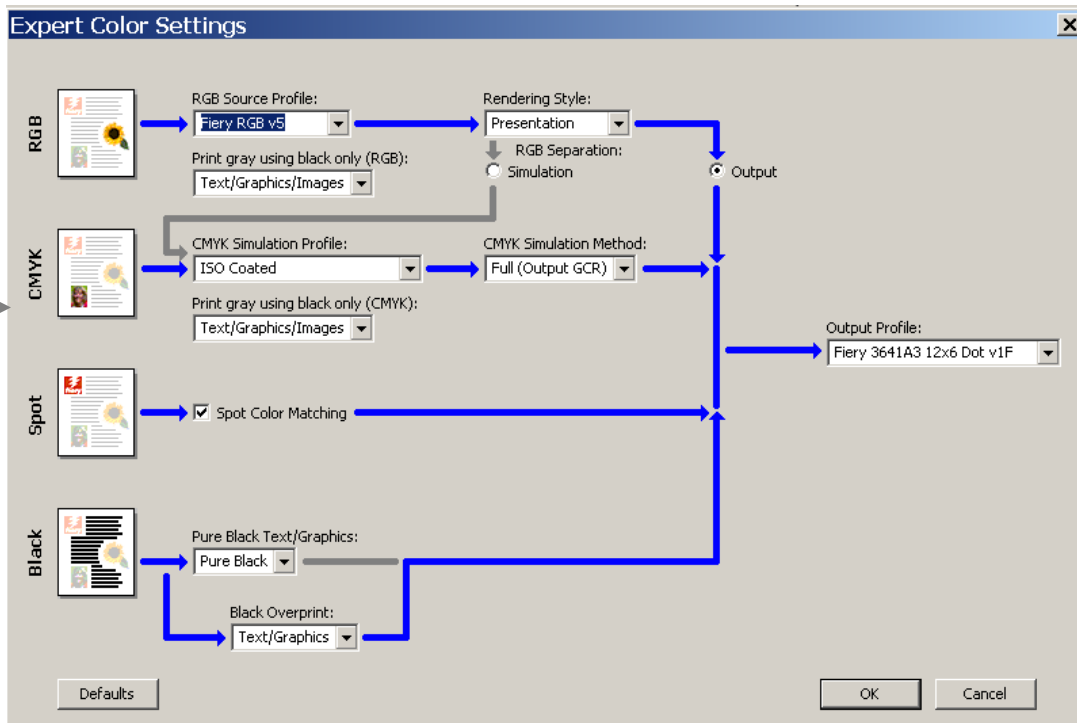 Expert Color Settings
RGB
RGB Source Profile:
Fiery RGB v5
Rendering Style:
Presentation
Print gray using black only (RGB):
Text/Graphics/Images
RGB Separation:
Simulation
Output
CMYK
CMYK Simulation Profile:
ISO Coated
CMYK Simulation Method:
Full (Output GCR)
Print gray using black only (CMYK):
Text/Graphics/Images
Output Profile:
Fiery 3641A3 12x6 Dot v1F
Spot
Spot Color Matching
Black
Pure Black Text/Graphics:
Pure Black
Black Overprint:
Text/Graphics
Defaults
OK
Cancel